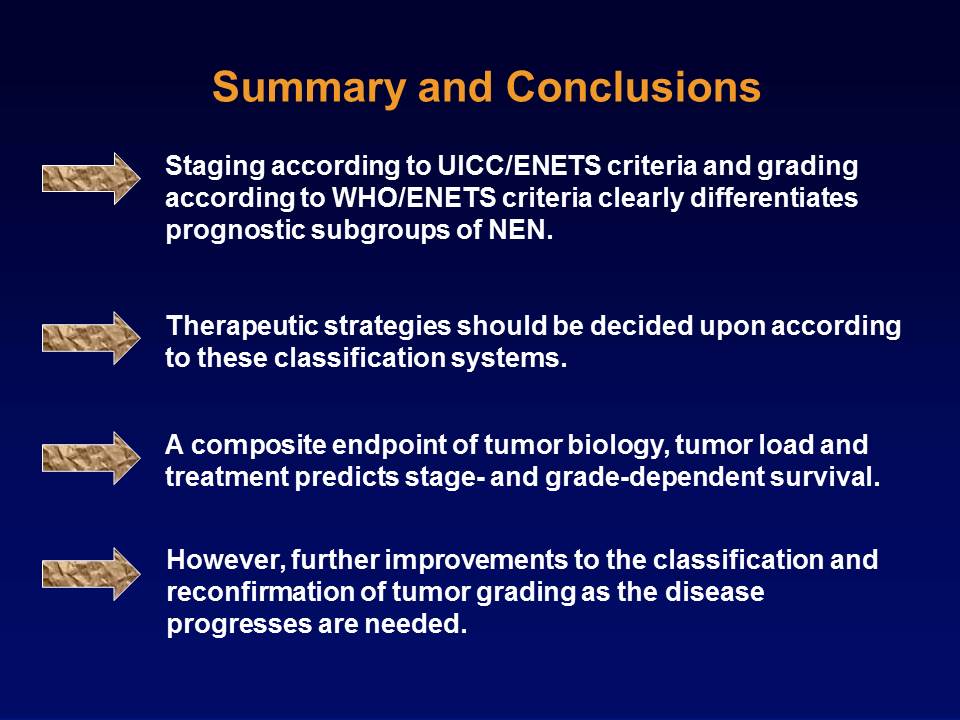 Summary and Conclusions
Staging according to UICC/ENETS criteria and grading
according to WHO/ENETS criteria clearly differentiates
prognostic subgroups of NEN.
Therapeutic strategies should be decided upon according
to these classification systems.
A composite endpoint of tumor biology, tumor load and
treatment predicts stage- and grade-dependent survival.
However, further improvements to the classification and
reconfirmation of tumor grading as the disease
progresses are needed.